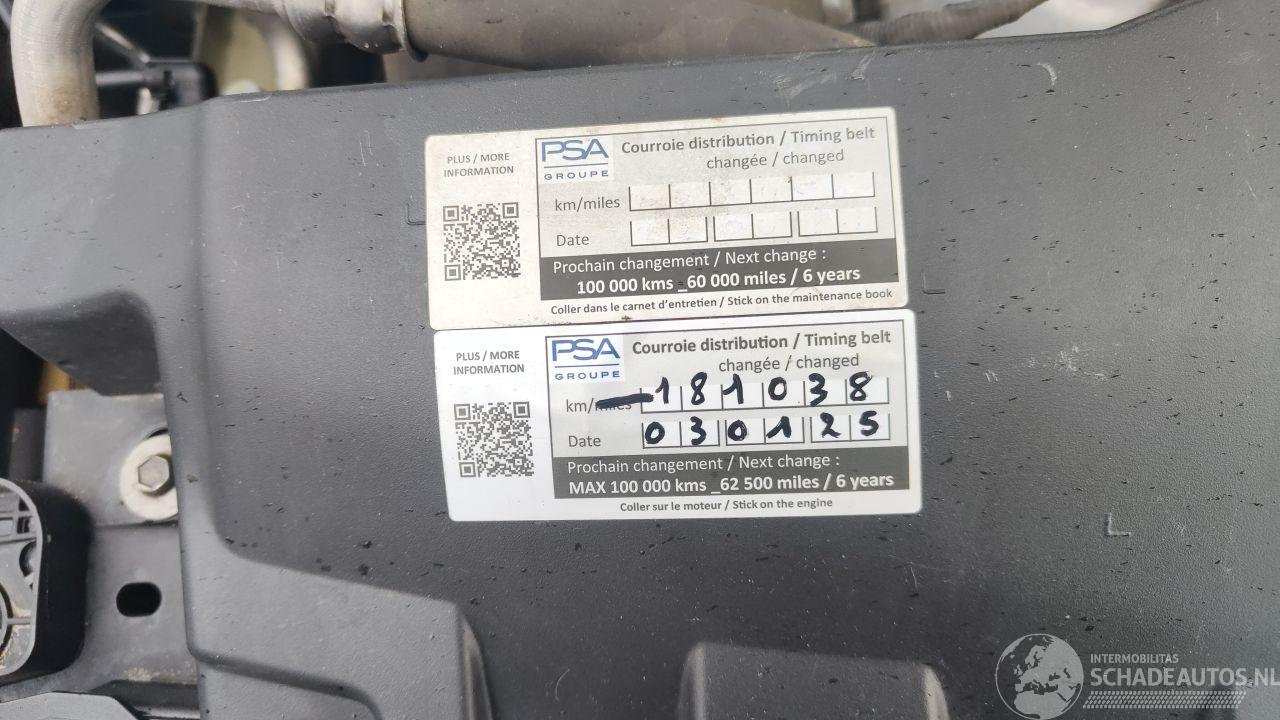 PLUS / MORE
INFORMATION
PSA
GROUPE
Courroie distribution / Timing belt
changée / changed
km/miles
Date
Prochain changement / Next change :
100 000 kms _60 000 miles / 6 years
Coller dans le carnet d'entretien / Stick on the maintenance book
PLUS / MORE
INFORMATION
PSA
GROUPE
Courroie distribution / Timing belt
changée / changed
km/miles 181038
Date 030125
Prochain changement / Next change :
MAX 100 000 kms _62 500 miles / 6 years
Coller sur le moteur / Stick on the engine
INTERMOBILITAS
SCHADEAUTOS.NL